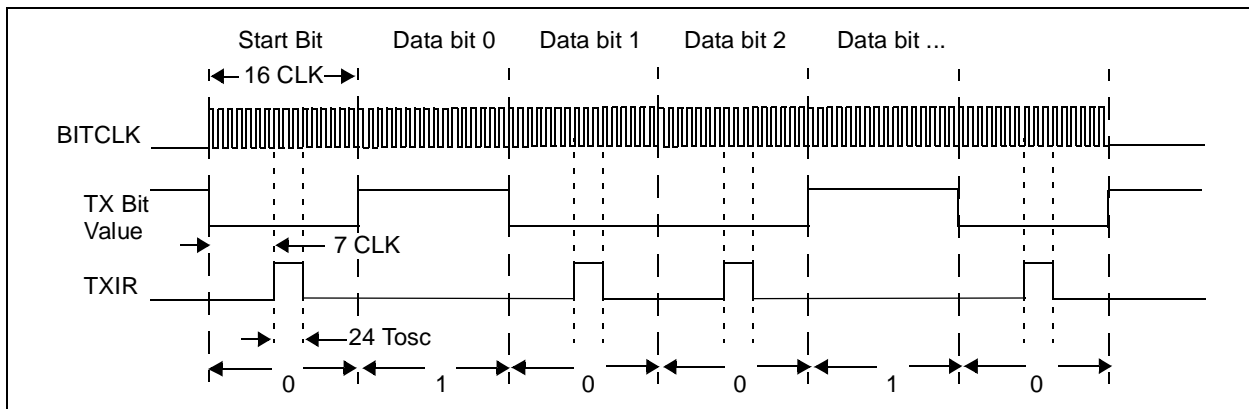 Start Bit Data bit 0 Data bit 1 Data bit 2 Data bit ...
16 CLK
BITCLK
TX Bit
Value
7 CLK
TXIR
24 Tosc
0 1 0 0 1 0